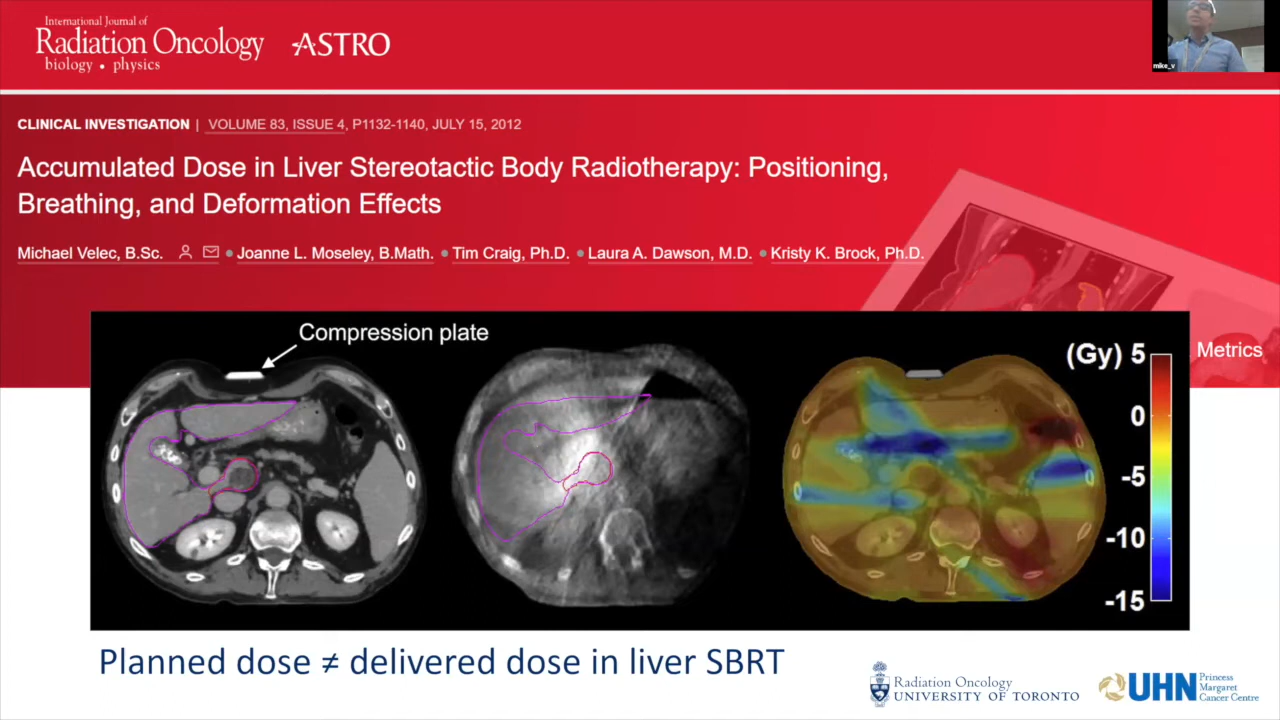 International Journal of
Radiation Oncology
biology • physics
ASTRO
mike_v
CLINICAL INVESTIGATION | VOLUME 83, ISSUE 4, P1132-1140, JULY 15, 2012
Accumulated Dose in Liver Stereotactic Body Radiotherapy: Positioning,
Breathing, and Deformation Effects
Michael Velec, B.Sc. • Joanne L. Moseley, B.Math. • Tim Craig, Ph.D. • Laura A. Dawson, M.D. • Kristy K. Brock, Ph.D.
Compression plate
(Gy) 5
0
-5
-10
-15
Metrics
Planned dose ≠ delivered dose in liver SBRT
Radiation Oncology
UNIVERSITY OF TORONTO
UHN
Princess
Margaret
Cancer Centre